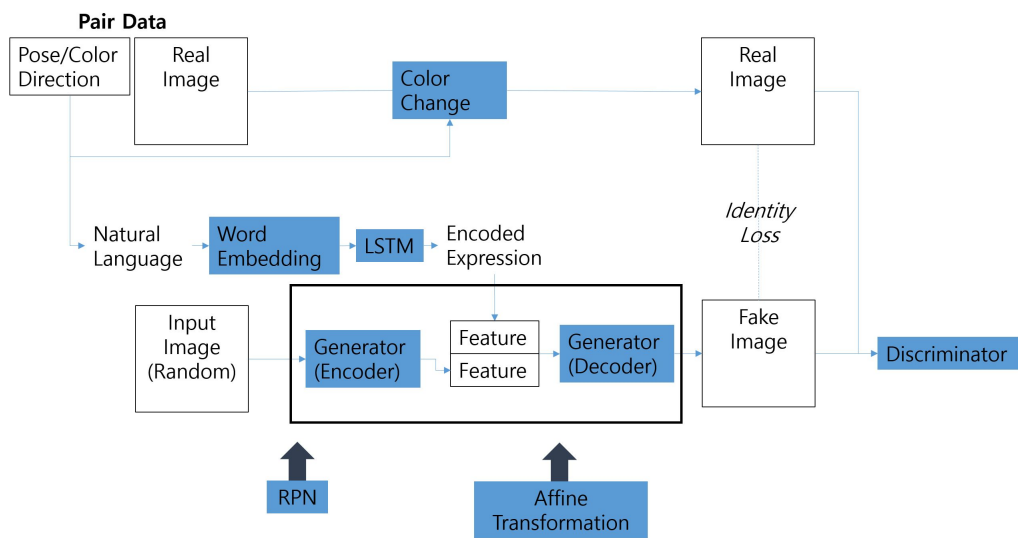 Pair Data
Pose/Color
Direction
Real
Image
Color
Change
Real
Image
Identity
Loss
Natural
Language
Word
Embedding
LSTM
Encoded
Expression
Input
Image
(Random)
Generator
(Encoder)
Feature
Feature
Generator
(Decoder)
Fake
Image
Discriminator
RPN
Affine
Transformation